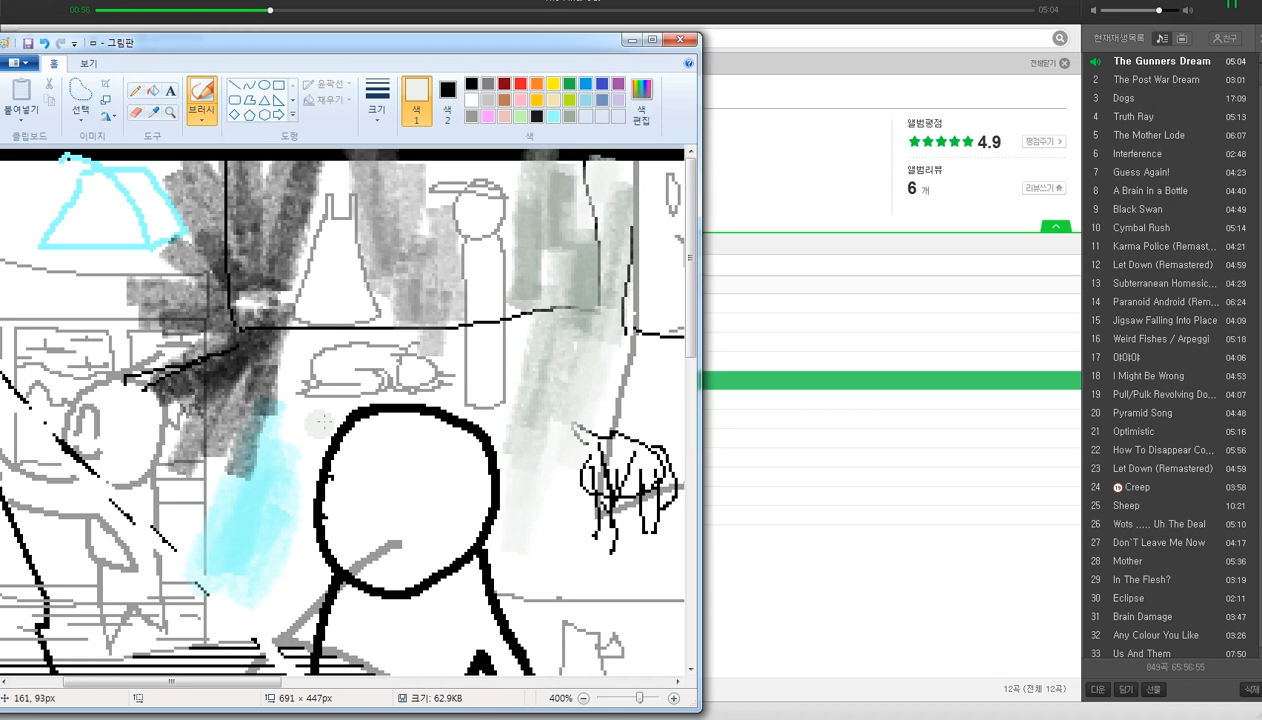 00:56
05:04
그림판
홈
보기
붙여넣기
선택
브러시
윤곽선
채우기
크기
색
1
색
2
색
편집
클립보드
이미지
도구
도형
색
161, 93px
691 × 447px
크기: 62.9KB
400%
전체닫기
앨범평점
4.9
평점주기 >
앨범리뷰
6 개
리뷰쓰기
12곡 (전체 12곡)
현재재생목록
친구
The Gunners Dream 05:04
2 The Post War Dream 03:01
3 Dogs 17:09
4 Truth Ray 05:13
5 The Mother Lode 06:07
6 Interference 02:48
7 Guess Again! 04:23
8 A Brain in a Bottle 04:40
9 Black Swan 04:49
10 Cymbal Rush 05:14
11 Karma Police (Remast... 04:21
12 Let Down (Remastered) 04:59
13 Subterranean Homesic... 04:27
14 Paranoid Android (Rem... 06:24
15 Jigsaw Falling Into Place 04:09
16 Weird Fishes / Arpeggi 05:18
17 야야야 04:06
18 I Might Be Wrong 04:53
19 Pull/Pulk Revolving Do... 04:07
20 Pyramid Song 04:48
21 Optimistic 05:16
22 How To Disappear Co... 05:56
23 Let Down (Remastered) 04:59
24 19 Creep 03:58
25 Sheep 10:21
26 Wots ..... Uh The Deal 05:10
27 Don`T Leave Me Now 04:17
28 Mother 05:36
29 In The Flesh? 03:19
30 Eclipse 02:11
31 Brain Damage 03:47
32 Any Colour You Like 03:26
33 Us And Them 07:50
849곡 65:56:55
다운
담기
선물
삭제